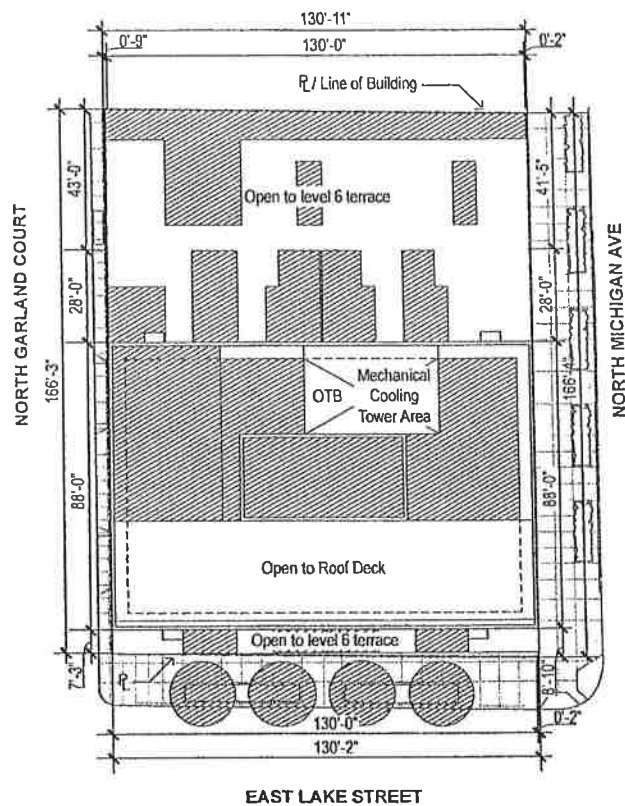 130'-11"
0'-9"
130'-0"
0'-2"
℄/ Line of Building
NORTH GARLAND COURT
166'-3"
43'-0"
28'-0"
88'-0"
7'-3"
Open to level 6 terrace
OTB
Mechanical
Cooling
Tower Area
Open to Roof Deck
Open to level 6 terrace
41'-5"
28'-0"
166'-4"
88'-0"
8'-10"
0'-2"
NORTH MICHIGAN AVE
130'-0"
130'-2"
EAST LAKE STREET